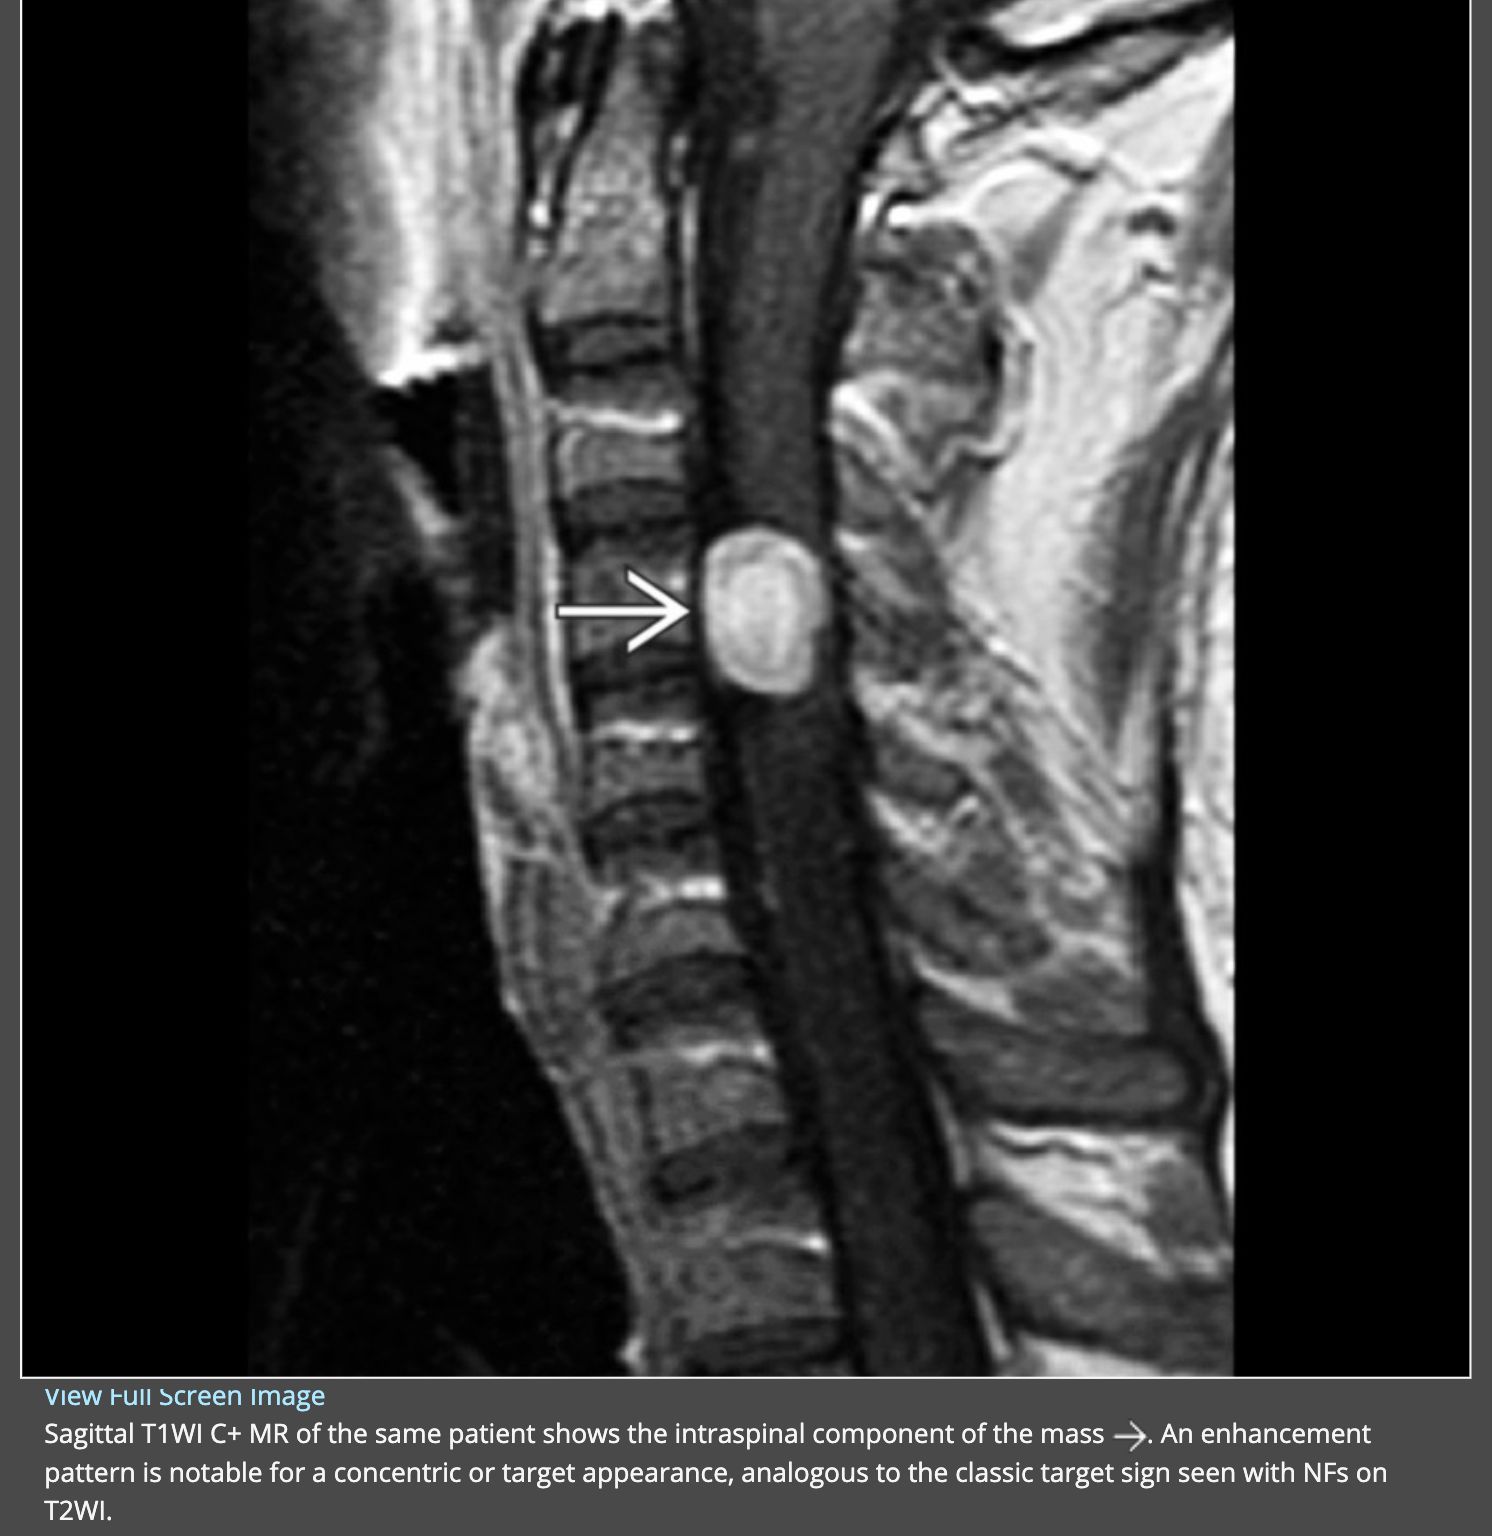 View Full Screen Image
Sagittal T1WI C+ MR of the same patient shows the intraspinal component of the mass →. An enhancement
pattern is notable for a concentric or target appearance, analogous to the classic target sign seen with NFs on
T2WI.